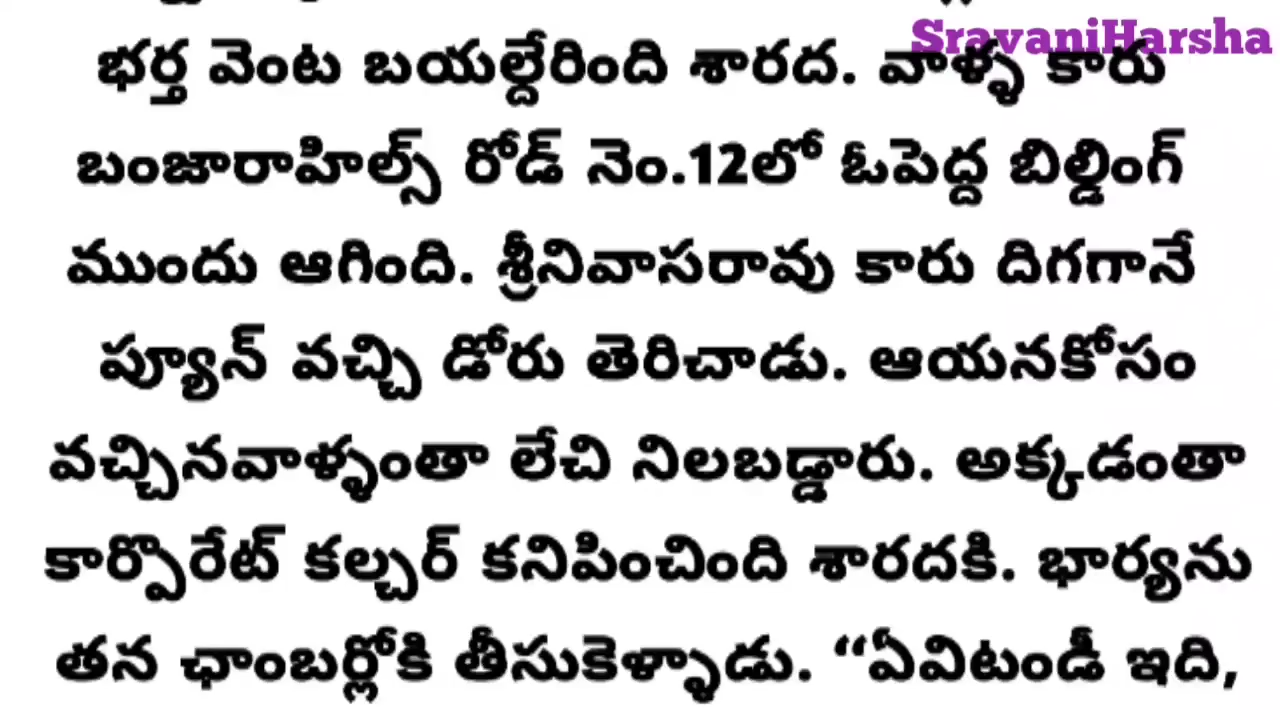 SravaniHarsha
భర్త వెంట బయల్దేరింది శారద. వాళ్ళ కారు
బంజారాహిల్స్ రోడ్ నెం.12లో ఓపెద్ద బిల్డింగ్
ముందు ఆగింది. శ్రీనివాసరావు కారు దిగగానే
ప్యూన్ వచ్చి డోరు తెరిచాడు. ఆయనకోసం
వచ్చినవాళ్ళంతా లేచి నిలబడ్డారు. అక్కడంతా
కార్పొరేట్ కల్చర్ కనిపించింది శారదకి. భార్యను
తన ఛాంబర్లోకి తీసుకెళ్ళాడు. “ఏవిటండీ ఇది,